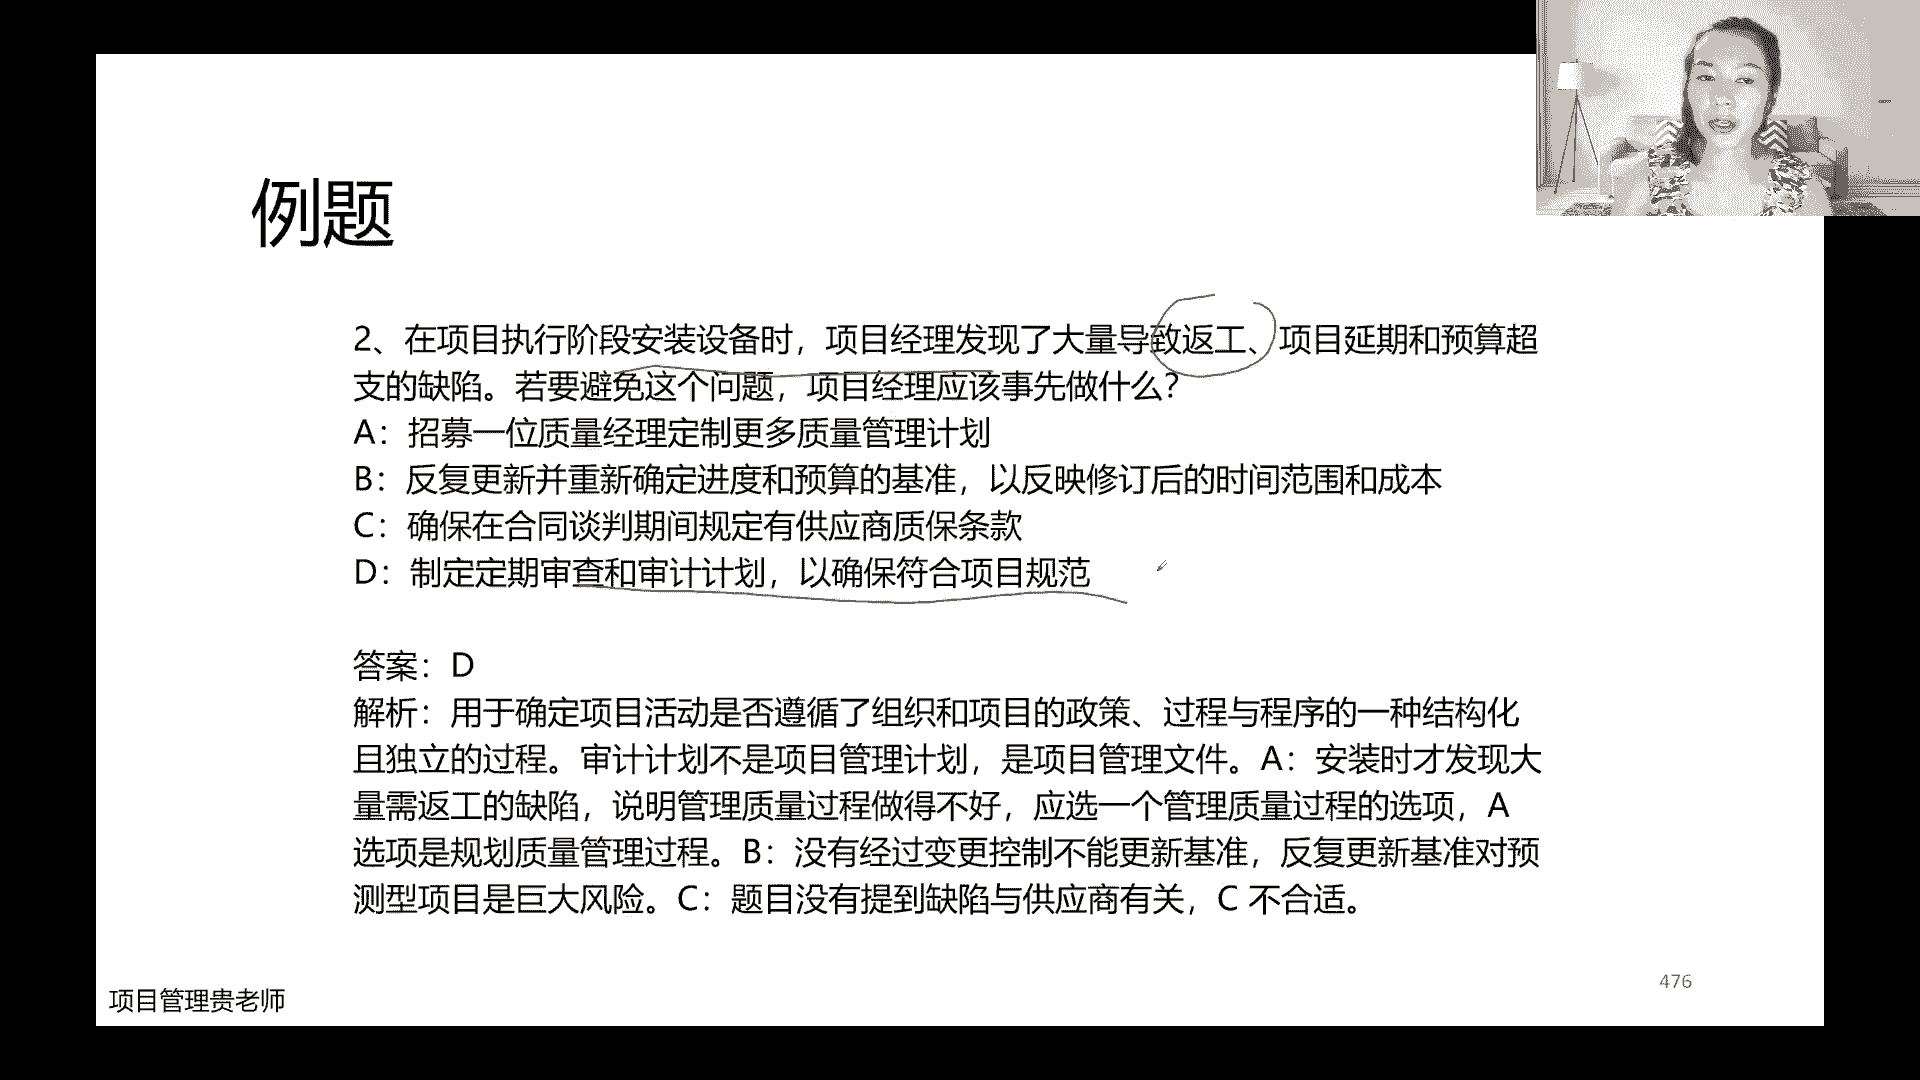 例题
2、在项目执行阶段安装设备时，项目经理发现了大量导致返工、项目延期和预算超
支的缺陷。若要避免这个问题，项目经理应该事先做什么？
A：招募一位质量经理定制更多质量管理计划
B：反复更新并重新确定进度和预算的基准，以反映修订后的时间范围和成本
C：确保在合同谈判期间规定有供应商质保条款
D：制定定期审查和审计计划，以确保符合项目规范
答案：D
解析：用于确定项目活动是否遵循了组织和项目的政策、过程与程序的一种结构化
且独立的过程。审计计划不是项目管理计划，是项目管理文件。A：安装时才发现大
量需返工的缺陷，说明管理质量过程做得不好，应选一个管理质量过程的选项，A
选项是规划质量管理过程。B：没有经过变更控制不能更新基准，反复更新基准对预
测型项目是巨大风险。C：题目没有提到缺陷与供应商有关，C 不合适。
476
项目管理贵老师